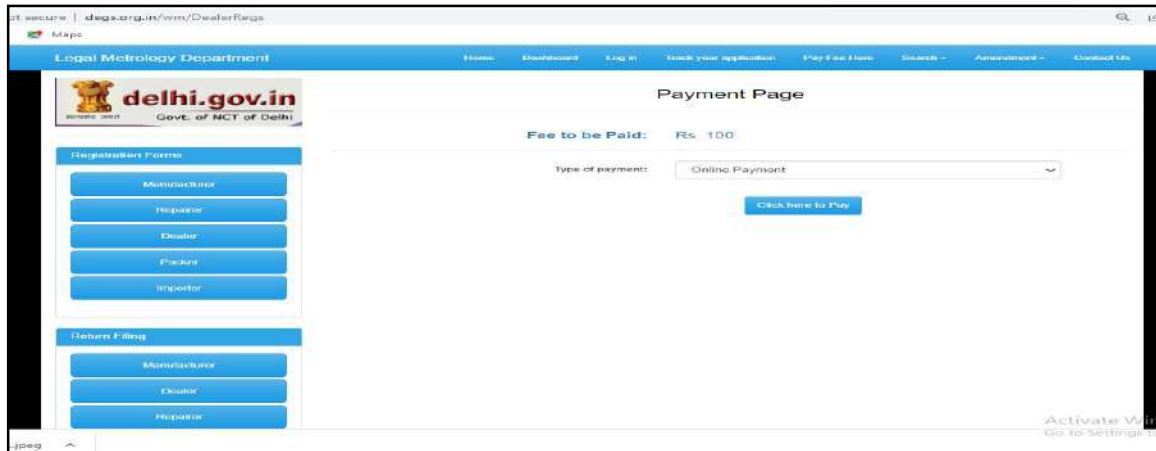 ct secure | degs.org.in/wm/DealerRegs
Maps
Legal Metrology Department
Home Dashboard Log in Track your application Pay Fee Here Search Amendment Contact Us
delhi.gov.in
Govt. of NCT of Delhi
Payment Page
Fee to be Paid: Rs. 100
Type of payment: Online Payment
Click here to Pay
Registration Forms
Manufacturer
Repairer
Dealer
Packer
Importer
Return Filing
Manufacturer
Dealer
Repairer
Activate Win
Go to Settings to
.jpeg